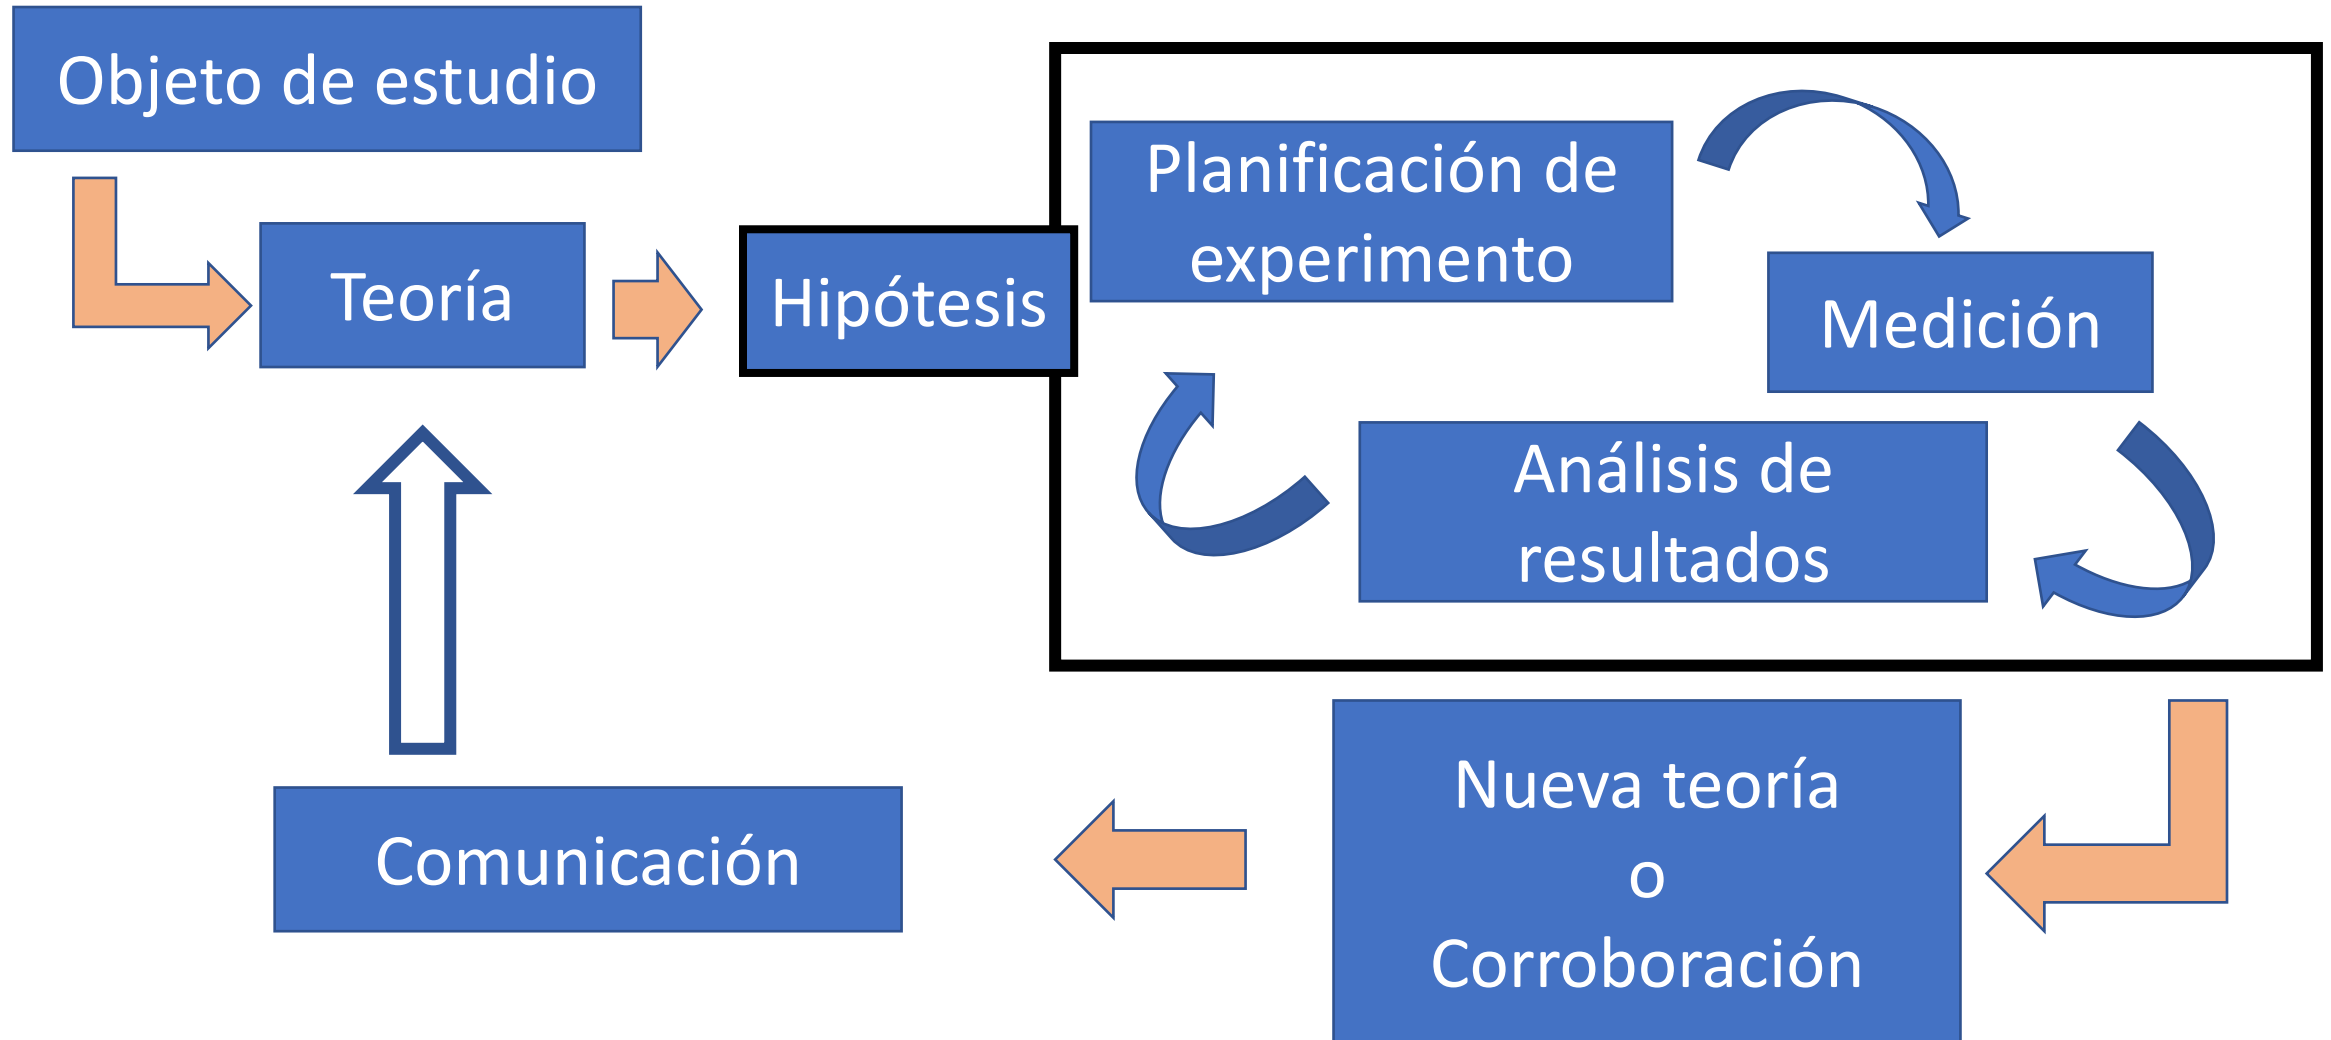 Objeto de estudio
Teoría
Hipótesis
Planificación de
experimento
Medición
Análisis de
resultados
Nueva teoría
o
Corroboración
Comunicación